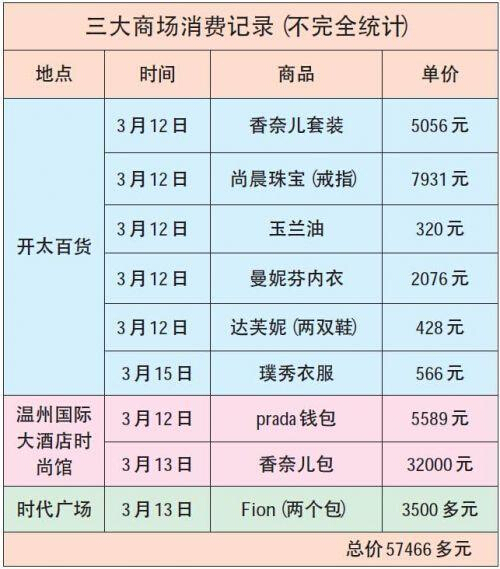 三大商场消费记录(不完全统计)
地点 时间 商品 单价
开太百货 3月12日 香奈儿套装 5056元
3月12日 尚晨珠宝(戒指) 7931元
3月12日 玉兰油 320元
3月12日 曼妮芬内衣 2076元
3月12日 达芙妮(两双鞋) 428元
3月15日 璞秀衣服 566元
温州国际大酒店时尚馆 3月12日 prada钱包 5589元
3月13日 香奈儿包 32000元
时代广场 3月13日 Fion(两个包) 3500多元
总价57466多元